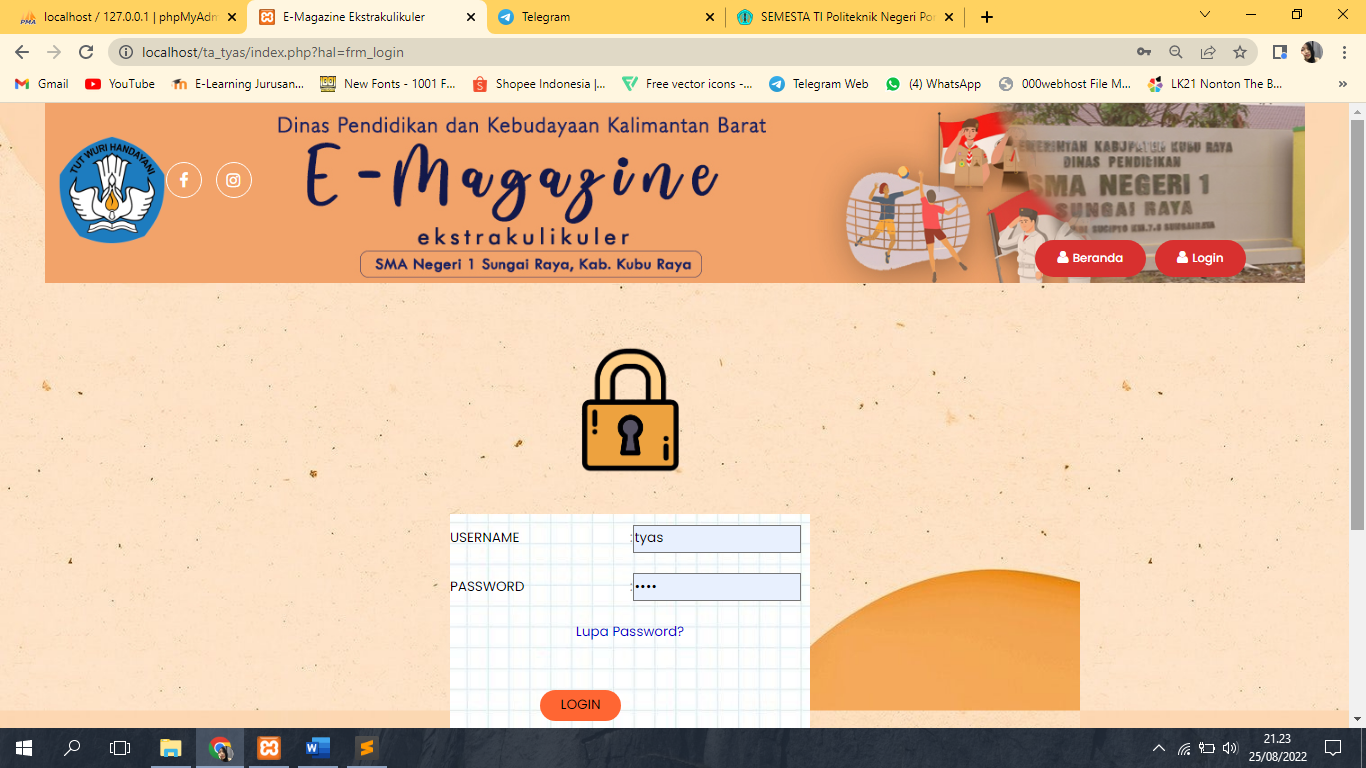 localhost / 127.0.0.1 | phpMyAdm
E-Magazine Ekstrakulikuler
Telegram
SEMESTA TI Politeknik Negeri Po
localhost/ta_tyas/index.php?hal=frm_login
Gmail
YouTube
E-Learning Jurusan...
New Fonts - 1001 F...
Shopee Indonesia |...
Free vector icons -...
Telegram Web
(4) WhatsApp
000webhost File M...
LK21 Nonton The B...
TUT WURI HANDAYANI
Dinas Pendidikan dan Kebudayaan Kalimantan Barat
E-Magazine
ekstrakulikuler
SMA Negeri 1 Sungai Raya, Kab. Kubu Raya
KUBU RAYA
DINAS PENDIDIKAN
SMA NEGERI 1
SUNGAI RAYA
Beranda
Login
USERNAME :tyas
PASSWORD :••••
Lupa Password?
LOGIN
21.23
25/08/2022